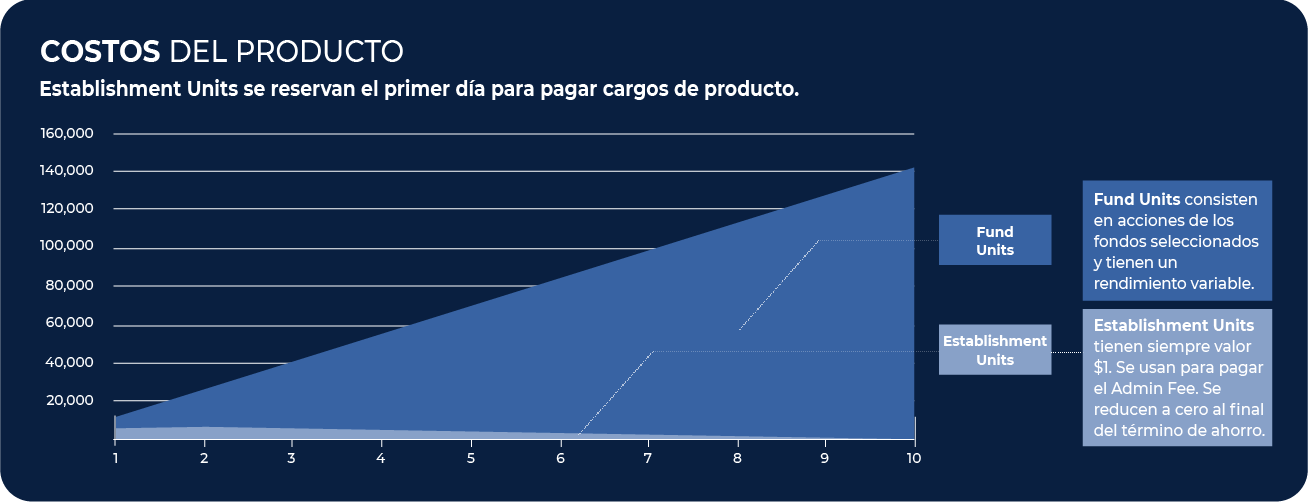 COSTOS DEL PRODUCTO
Establishment Units se reservan el primer día para pagar cargos de producto.
160,000
140,000
120,000
100,000
80,000
60,000
40,000
20,000
1 2 3 4 5 6 7 8 9 10
Fund
Units
Establishment
Units
Fund Units consisten
en acciones de los
fondos seleccionados
y tienen un
rendimiento variable.
Establishment Units
tienen siempre valor
$1. Se usan para pagar
el Admin Fee. Se
reducen a cero al final
del término de ahorro.